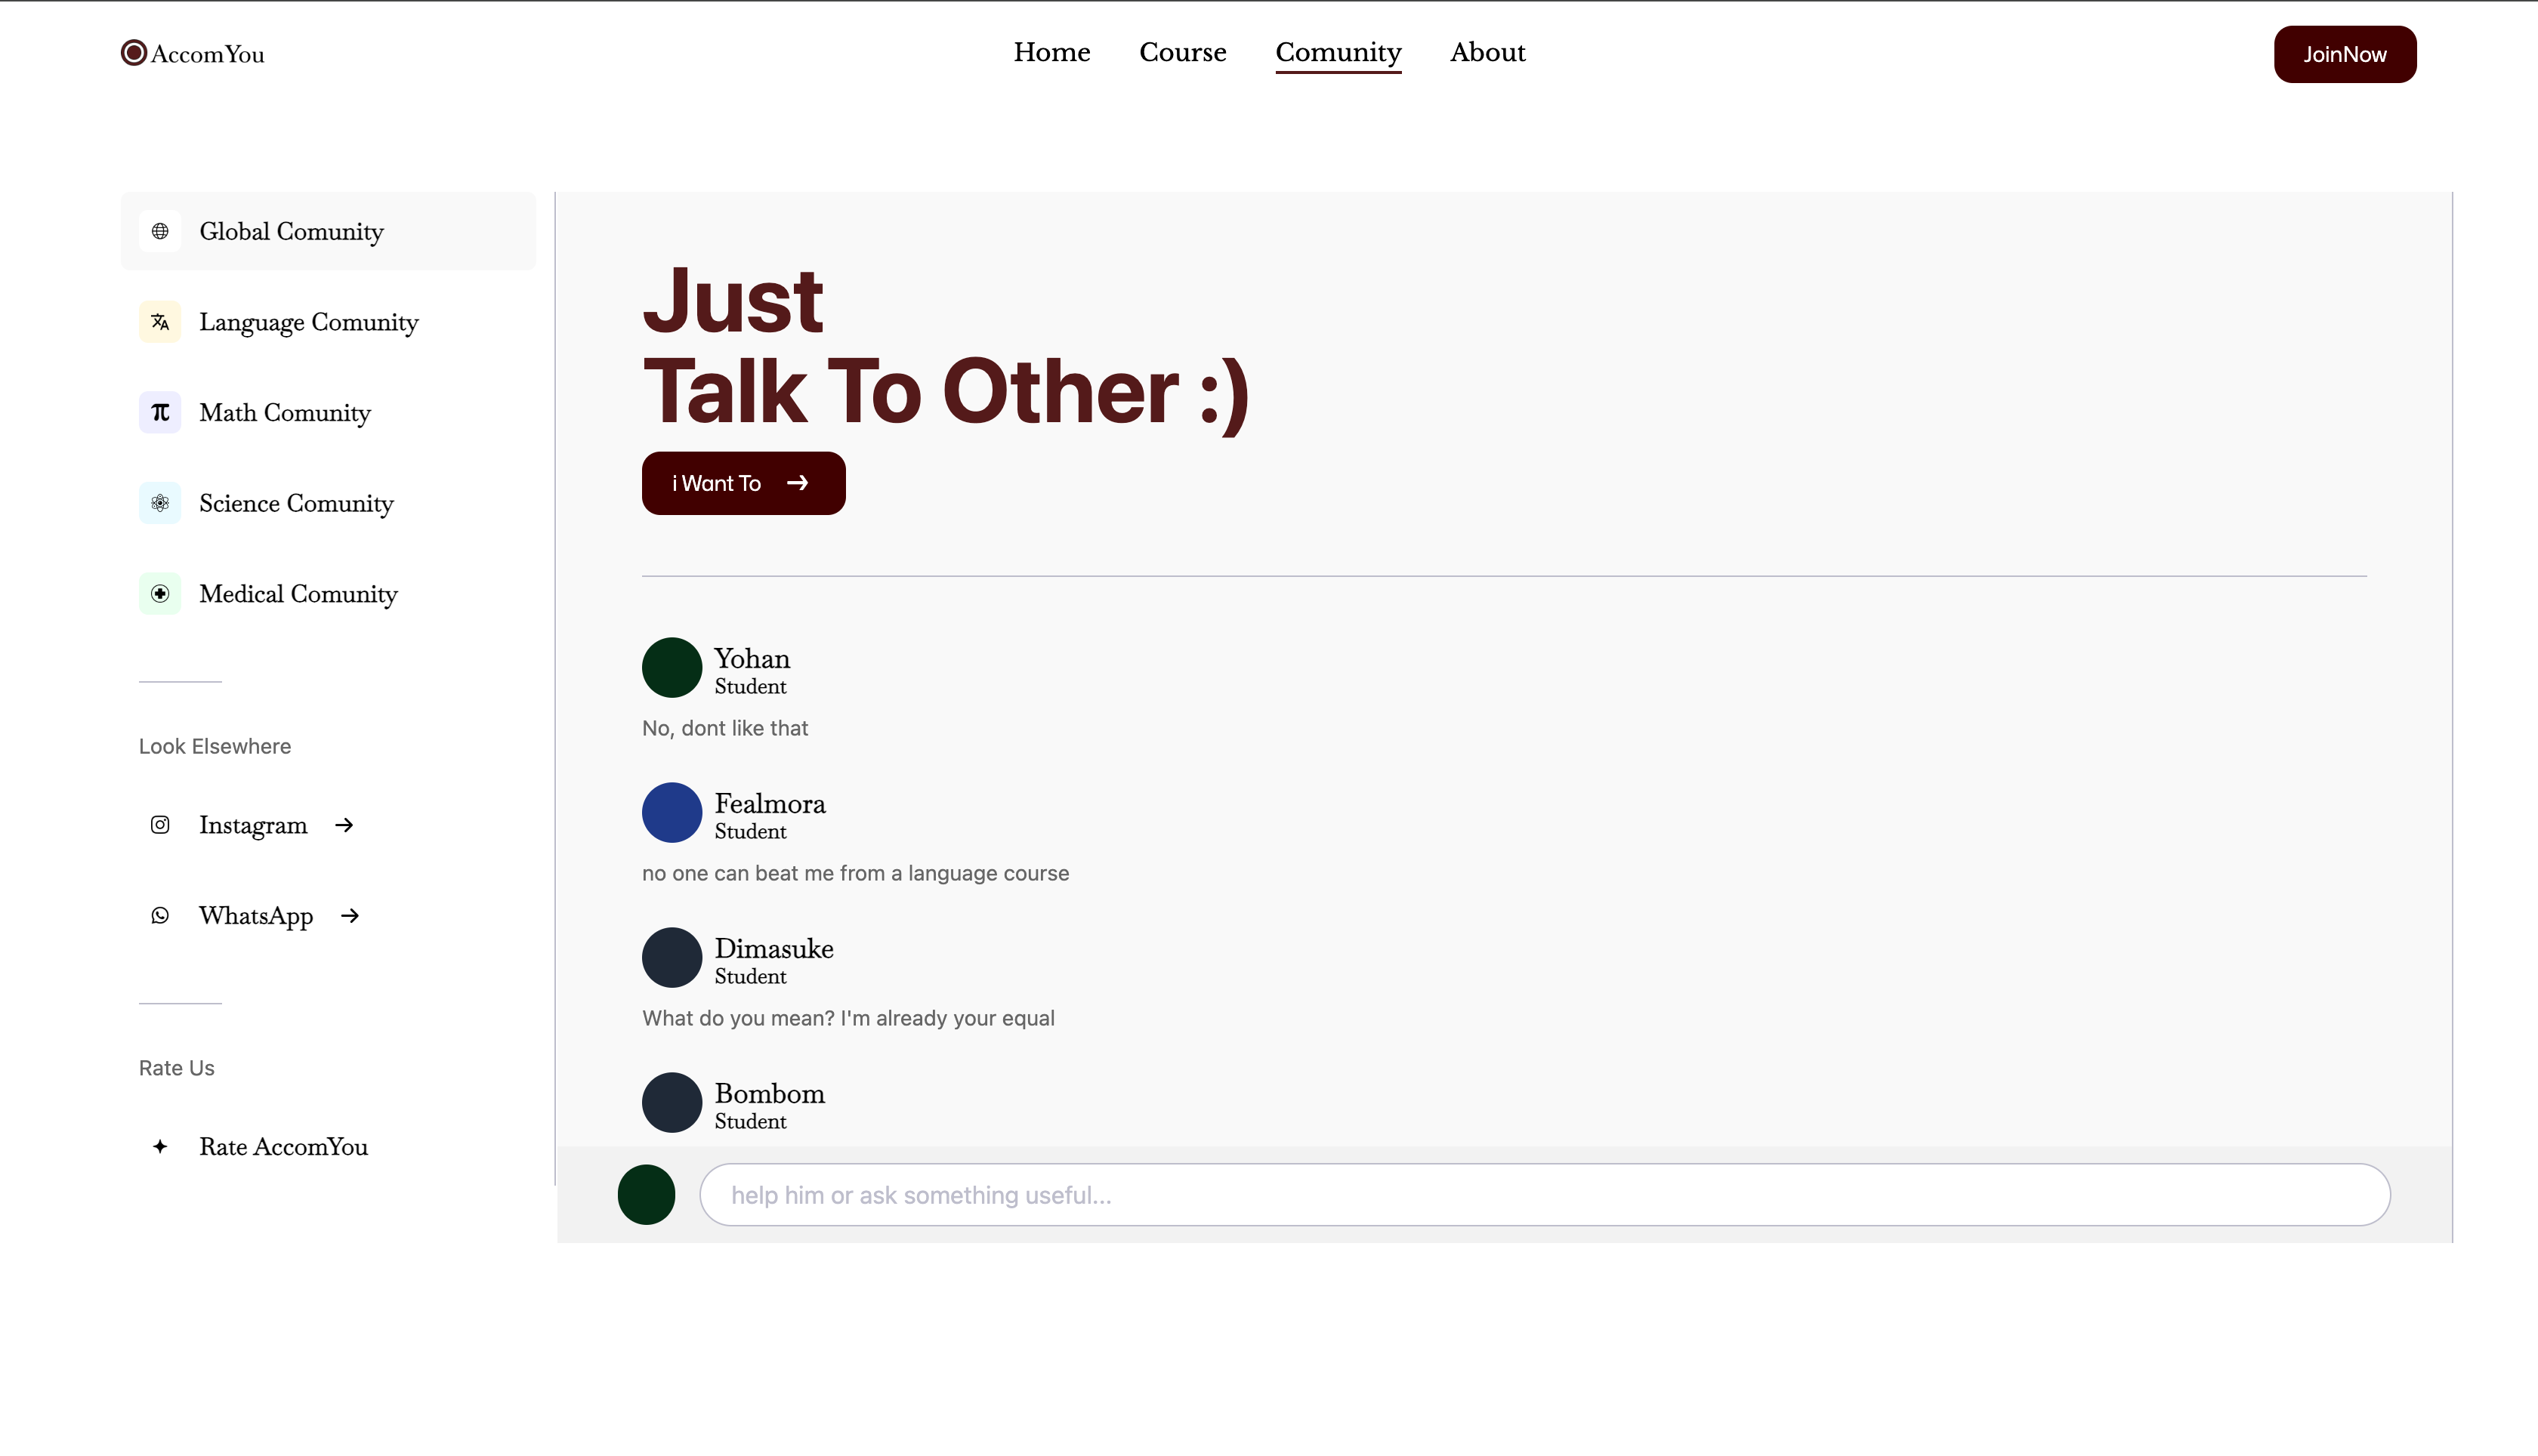 AccomYou
Home Course Comunity About
JoinNow
Global Comunity
Language Comunity
Math Comunity
Science Comunity
Medical Comunity
Look Elsewhere
Instagram
WhatsApp
Rate Us
Rate AccomYou
Just
Talk To Other :)
i Want To
Yohan
Student
No, dont like that
Fealmora
Student
no one can beat me from a language course
Dimasuke
Student
What do you mean? I'm already your equal
Bombom
Student
help him or ask something useful...